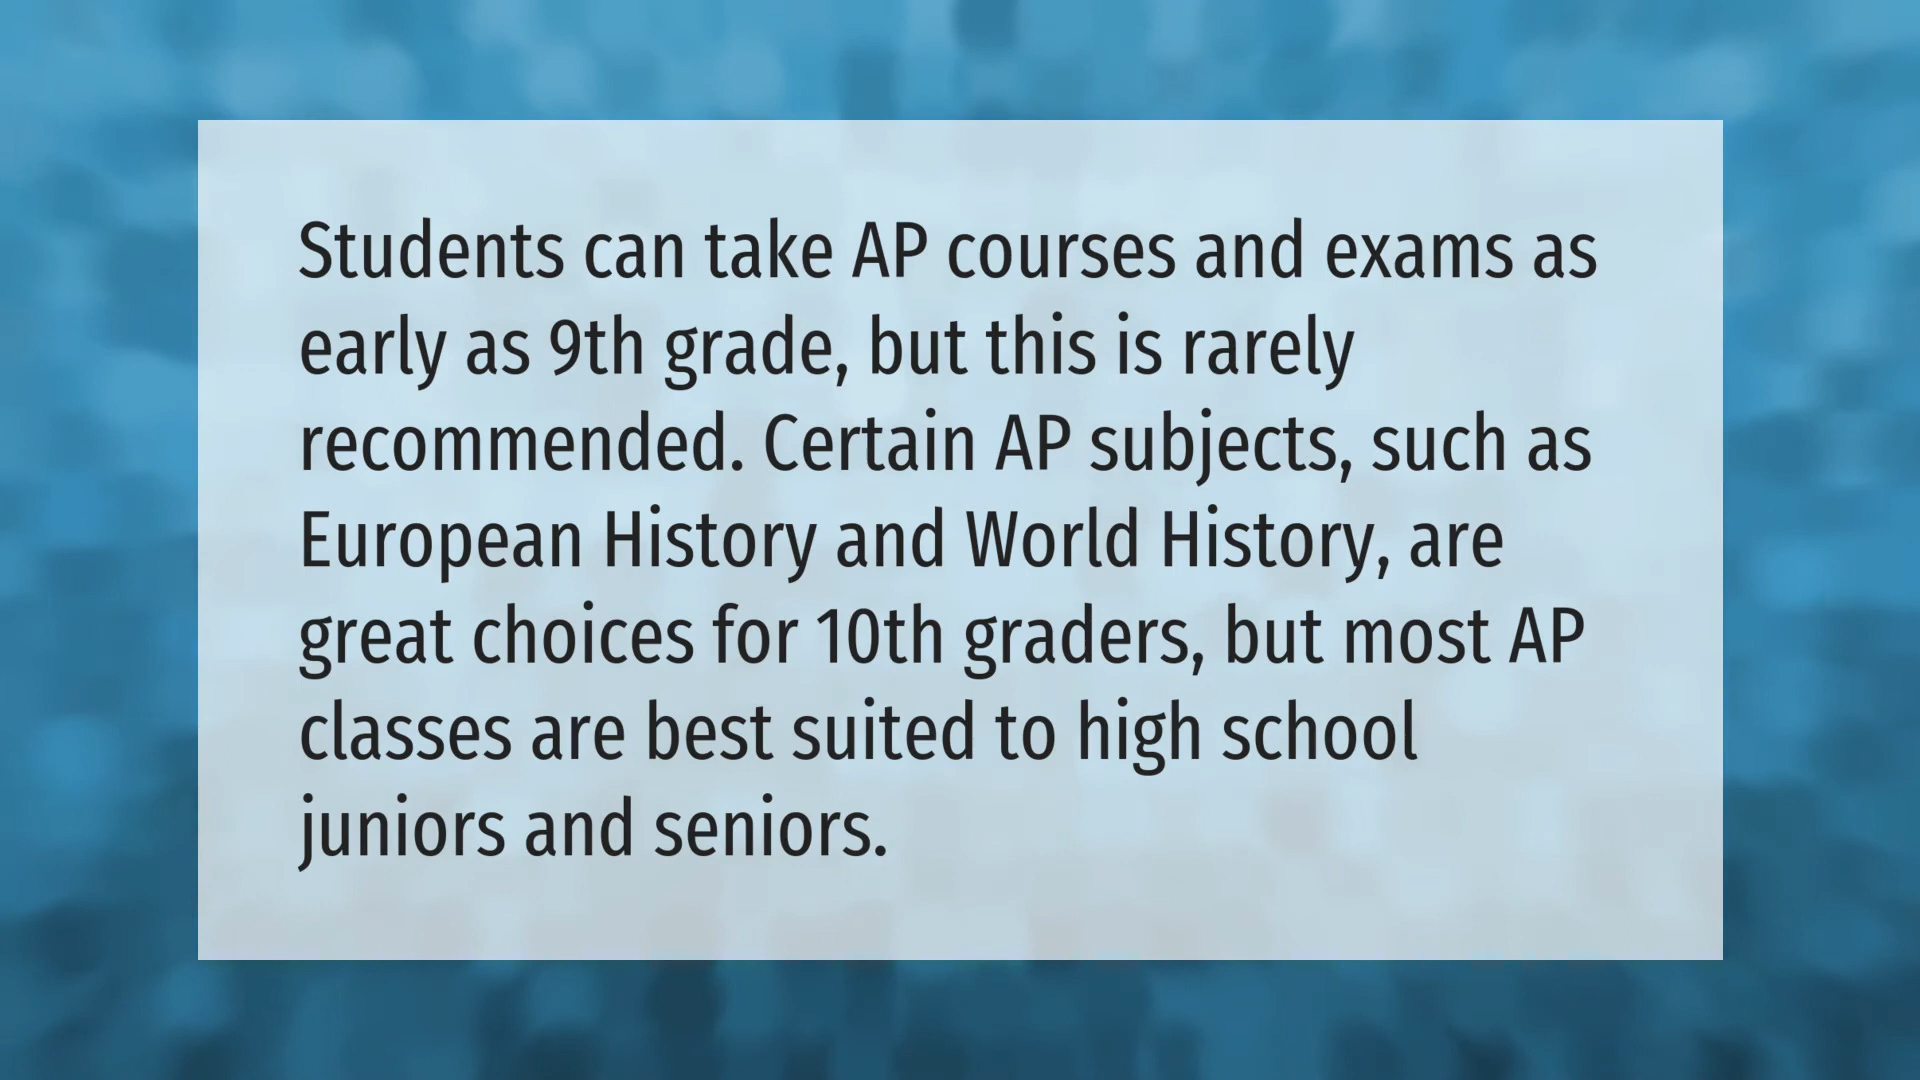 Students can take AP courses and exams as
early as 9th grade, but this is rarely
recommended. Certain AP subjects, such as
European History and World History, are
great choices for 10th graders, but most AP
classes are best suited to high school
juniors and seniors.